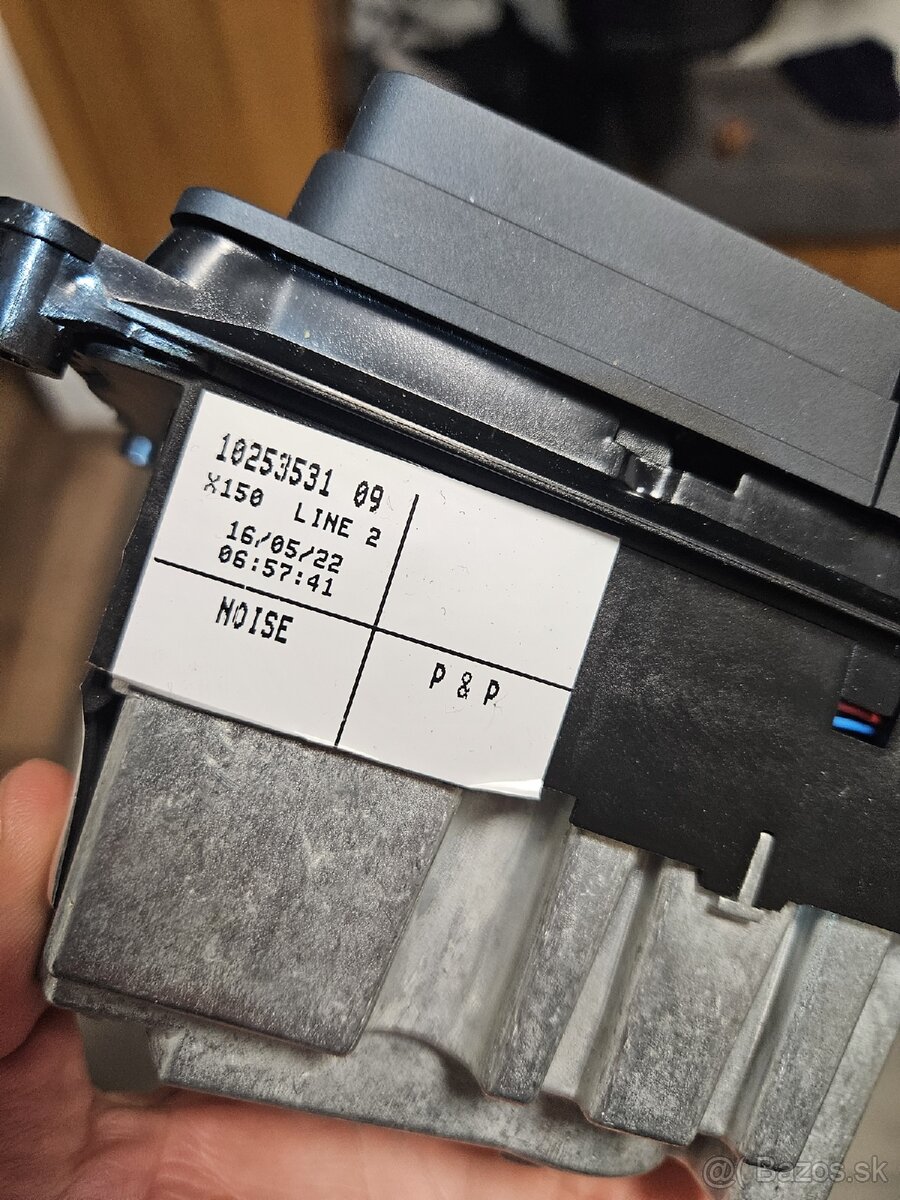 10253531 09
X150 LINE 2
16/05/22
06:57:41
NOISE
P & P
@( Bazos.sk